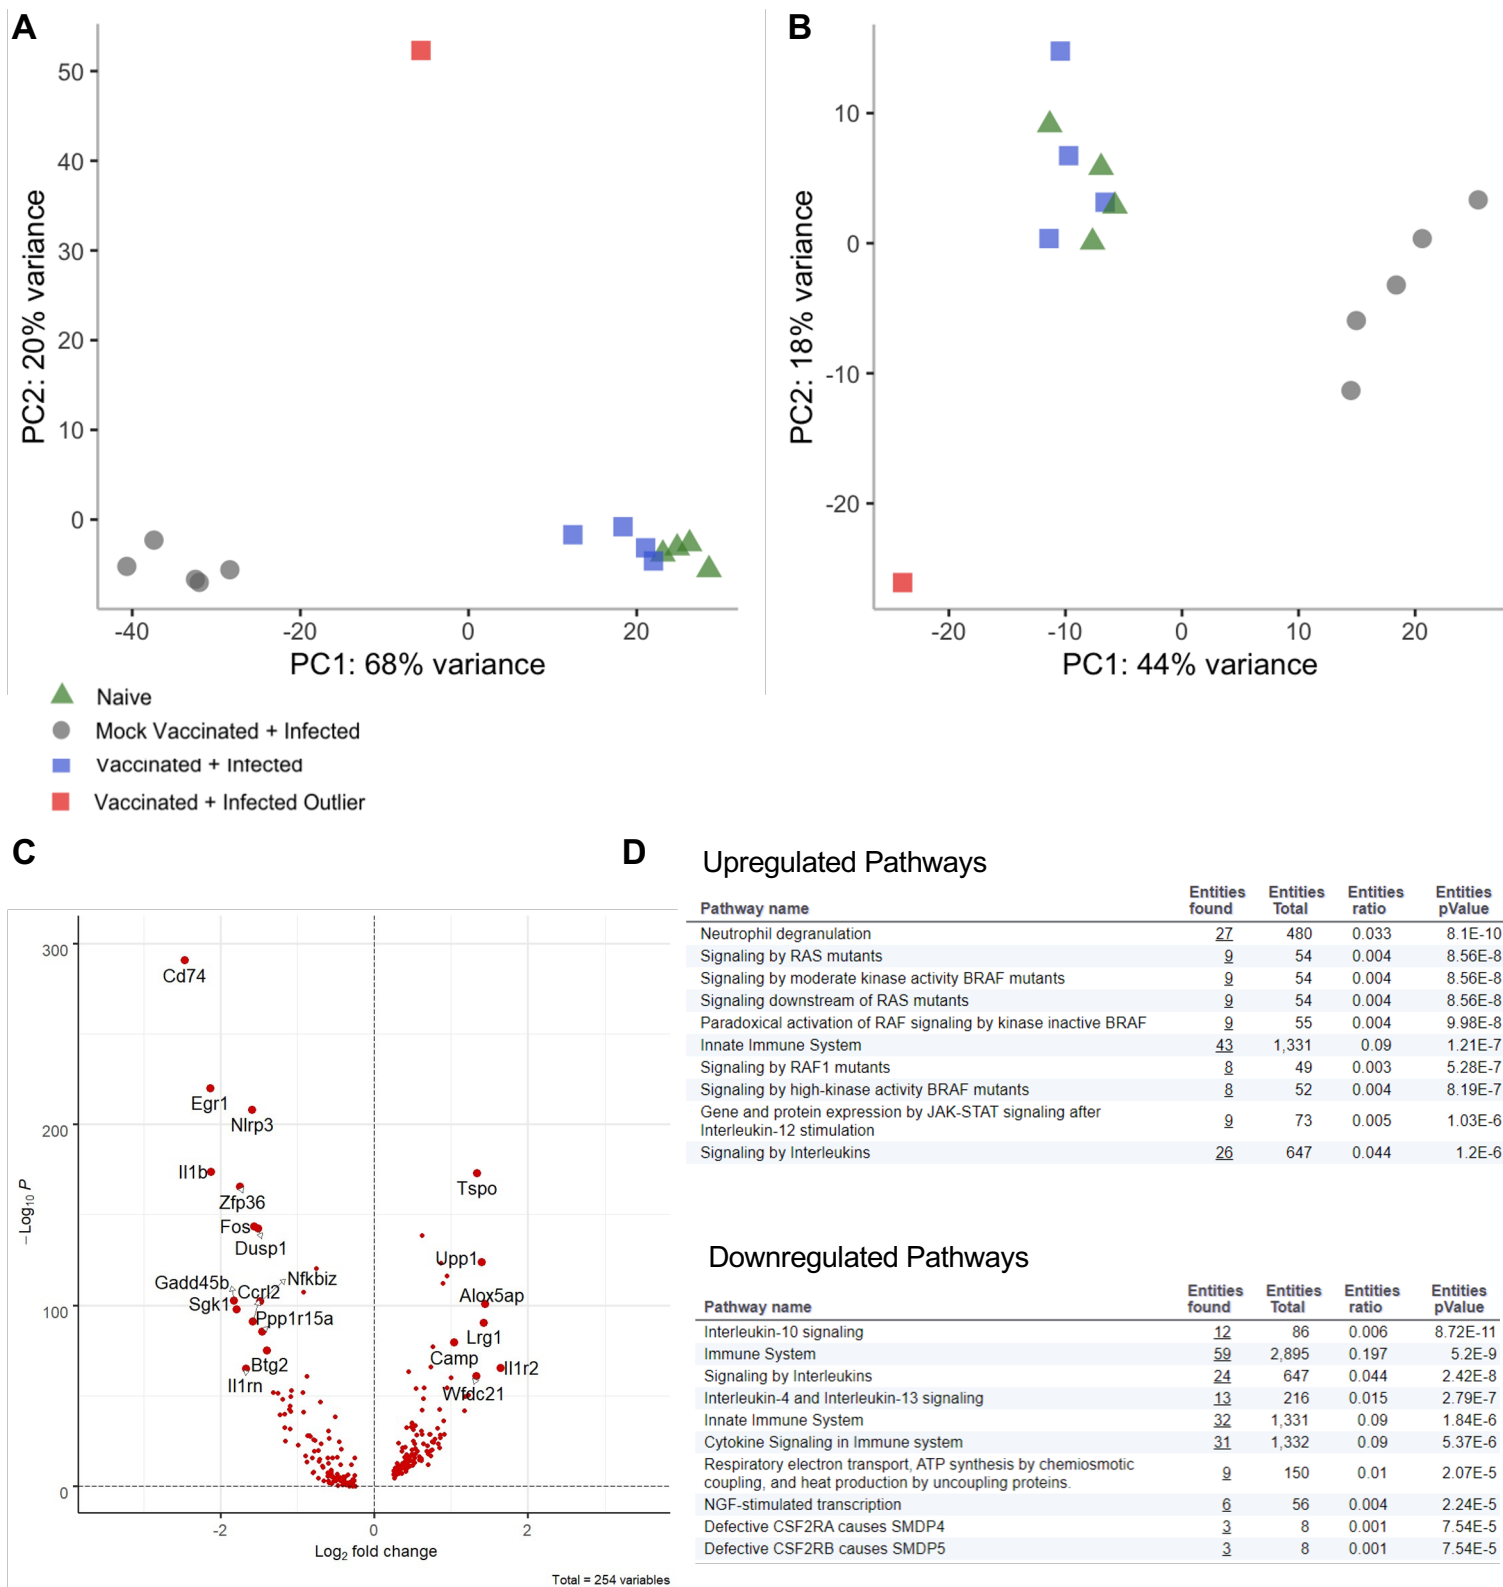 A
50
40
30
20
10
0
PC2: 20% variance
-40
-20
0
20
PC1: 68% variance
B
10
0
-10
-20
PC2: 18% variance
-20
-10
0
10
20
PC1: 44% variance
Naive
Mock Vaccinated + Infected
Vaccinated + Infected
Vaccinated + Infected Outlier
C
300
200
100
0
– Log10 P
Cd74
Egr1
Nlrp3
Il1b
Zfp36
Fos
Dusp1
Nfkbiz
Gadd45b
Ccrl2
Sgk1
Ppp1r15a
Btg2
Il1rn
Tspo
Upp1
Alox5ap
Lrg1
Camp
Il1r2
Wfdc21
-2
0
2
Log2 fold change
Total = 254 variables
D
Upregulated Pathways
Pathway name Entities found Entities Total Entities ratio Entities pValue
Neutrophil degranulation 27 480 0.033 8.1E-10
Signaling by RAS mutants 9 54 0.004 8.56E-8
Signaling by moderate kinase activity BRAF mutants 9 54 0.004 8.56E-8
Signaling downstream of RAS mutants 9 54 0.004 8.56E-8
Paradoxical activation of RAF signaling by kinase inactive BRAF 9 55 0.004 9.98E-8
Innate Immune System 43 1,331 0.09 1.21E-7
Signaling by RAF1 mutants 8 49 0.003 5.28E-7
Signaling by high-kinase activity BRAF mutants 8 52 0.004 8.19E-7
Gene and protein expression by JAK-STAT signaling after
Interleukin-12 stimulation 9 73 0.005 1.03E-6
Signaling by Interleukins 26 647 0.044 1.2E-6
Downregulated Pathways
Pathway name Entities found Entities Total Entities ratio Entities pValue
Interleukin-10 signaling 12 86 0.006 8.72E-11
Immune System 59 2,895 0.197 5.2E-9
Signaling by Interleukins 24 647 0.044 2.42E-8
Interleukin-4 and Interleukin-13 signaling 13 216 0.015 2.79E-7
Innate Immune System 32 1,331 0.09 1.84E-6
Cytokine Signaling in Immune system 31 1,332 0.09 5.37E-6
Respiratory electron transport, ATP synthesis by chemiosmotic
coupling, and heat production by uncoupling proteins. 9 150 0.01 2.07E-5
NGF-stimulated transcription 6 56 0.004 2.24E-5
Defective CSF2RA causes SMDP4 3 8 0.001 7.54E-5
Defective CSF2RB causes SMDP5 3 8 0.001 7.54E-5